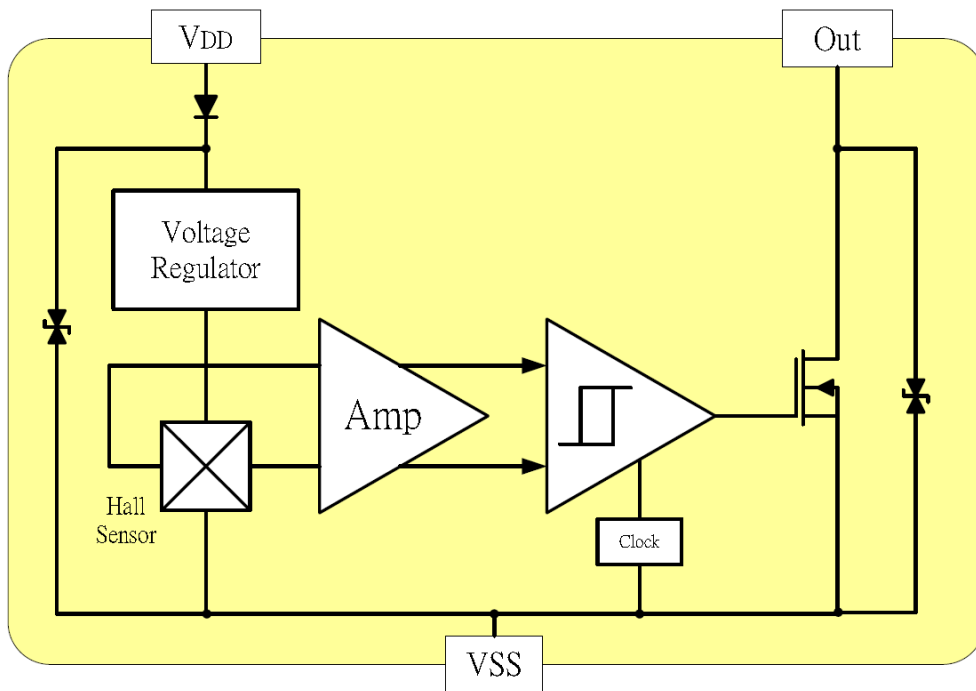 VDD
Out
Voltage
Regulator
Amp
Hall
Sensor
Clock
VSS